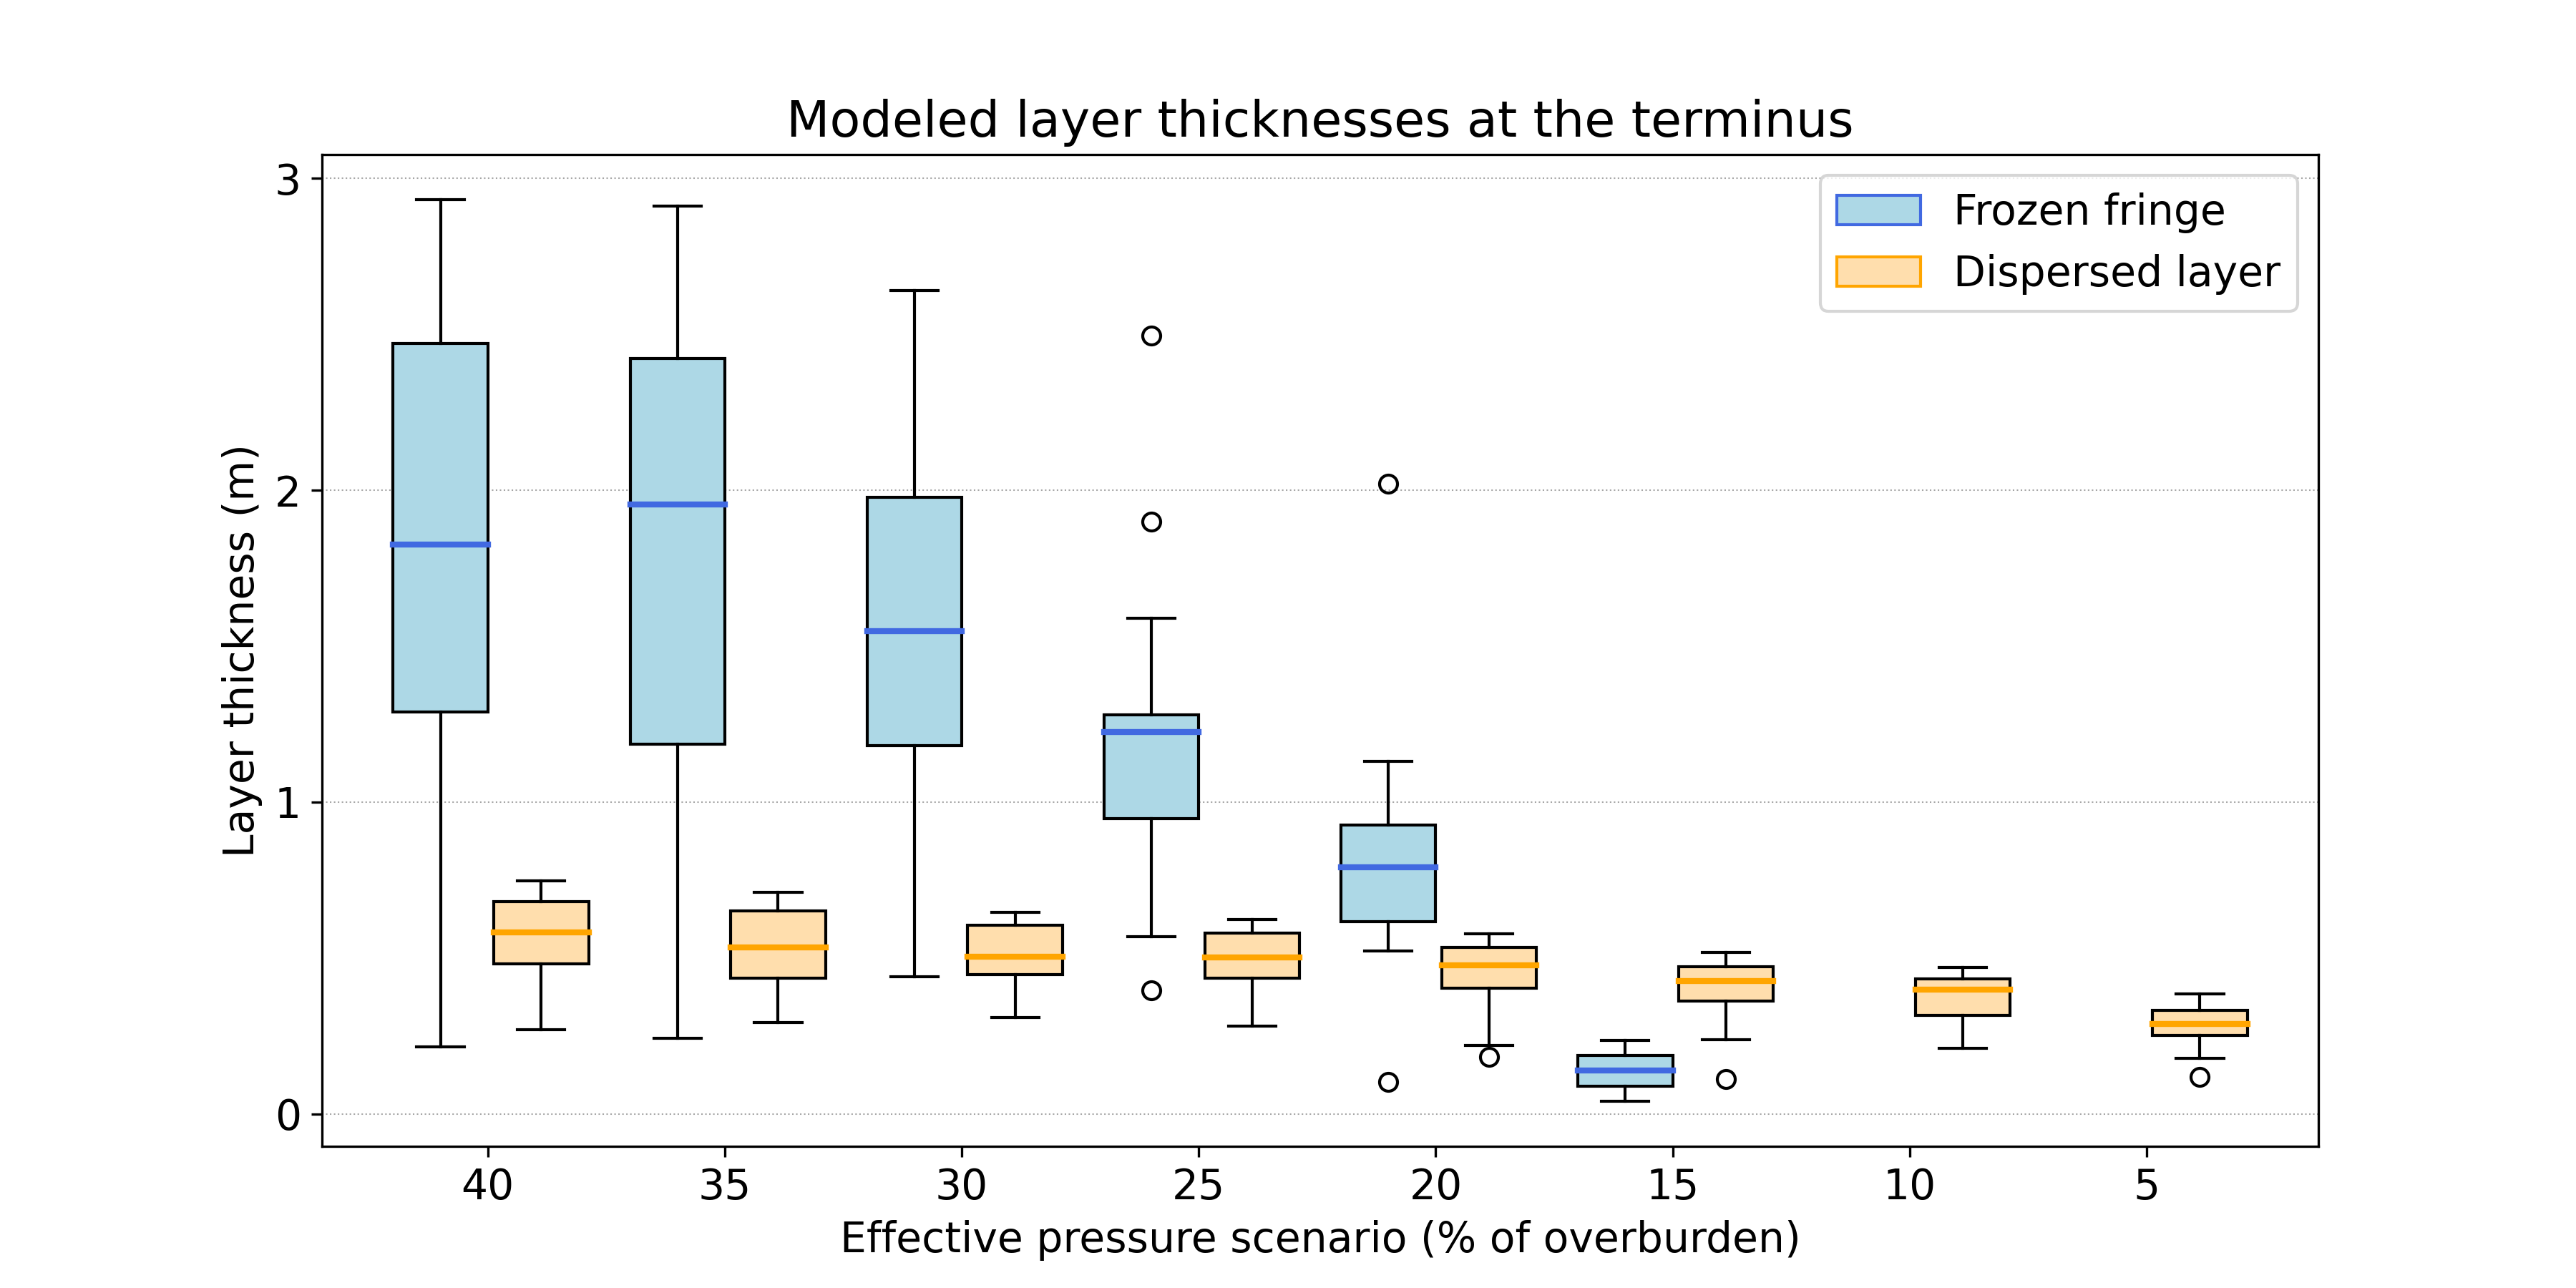 Modeled layer thicknesses at the terminus
Frozen fringe
Dispersed layer
Layer thickness (m)
3
2
1
0
40 35 30 25 20 15 10 5
Effective pressure scenario (% of overburden)